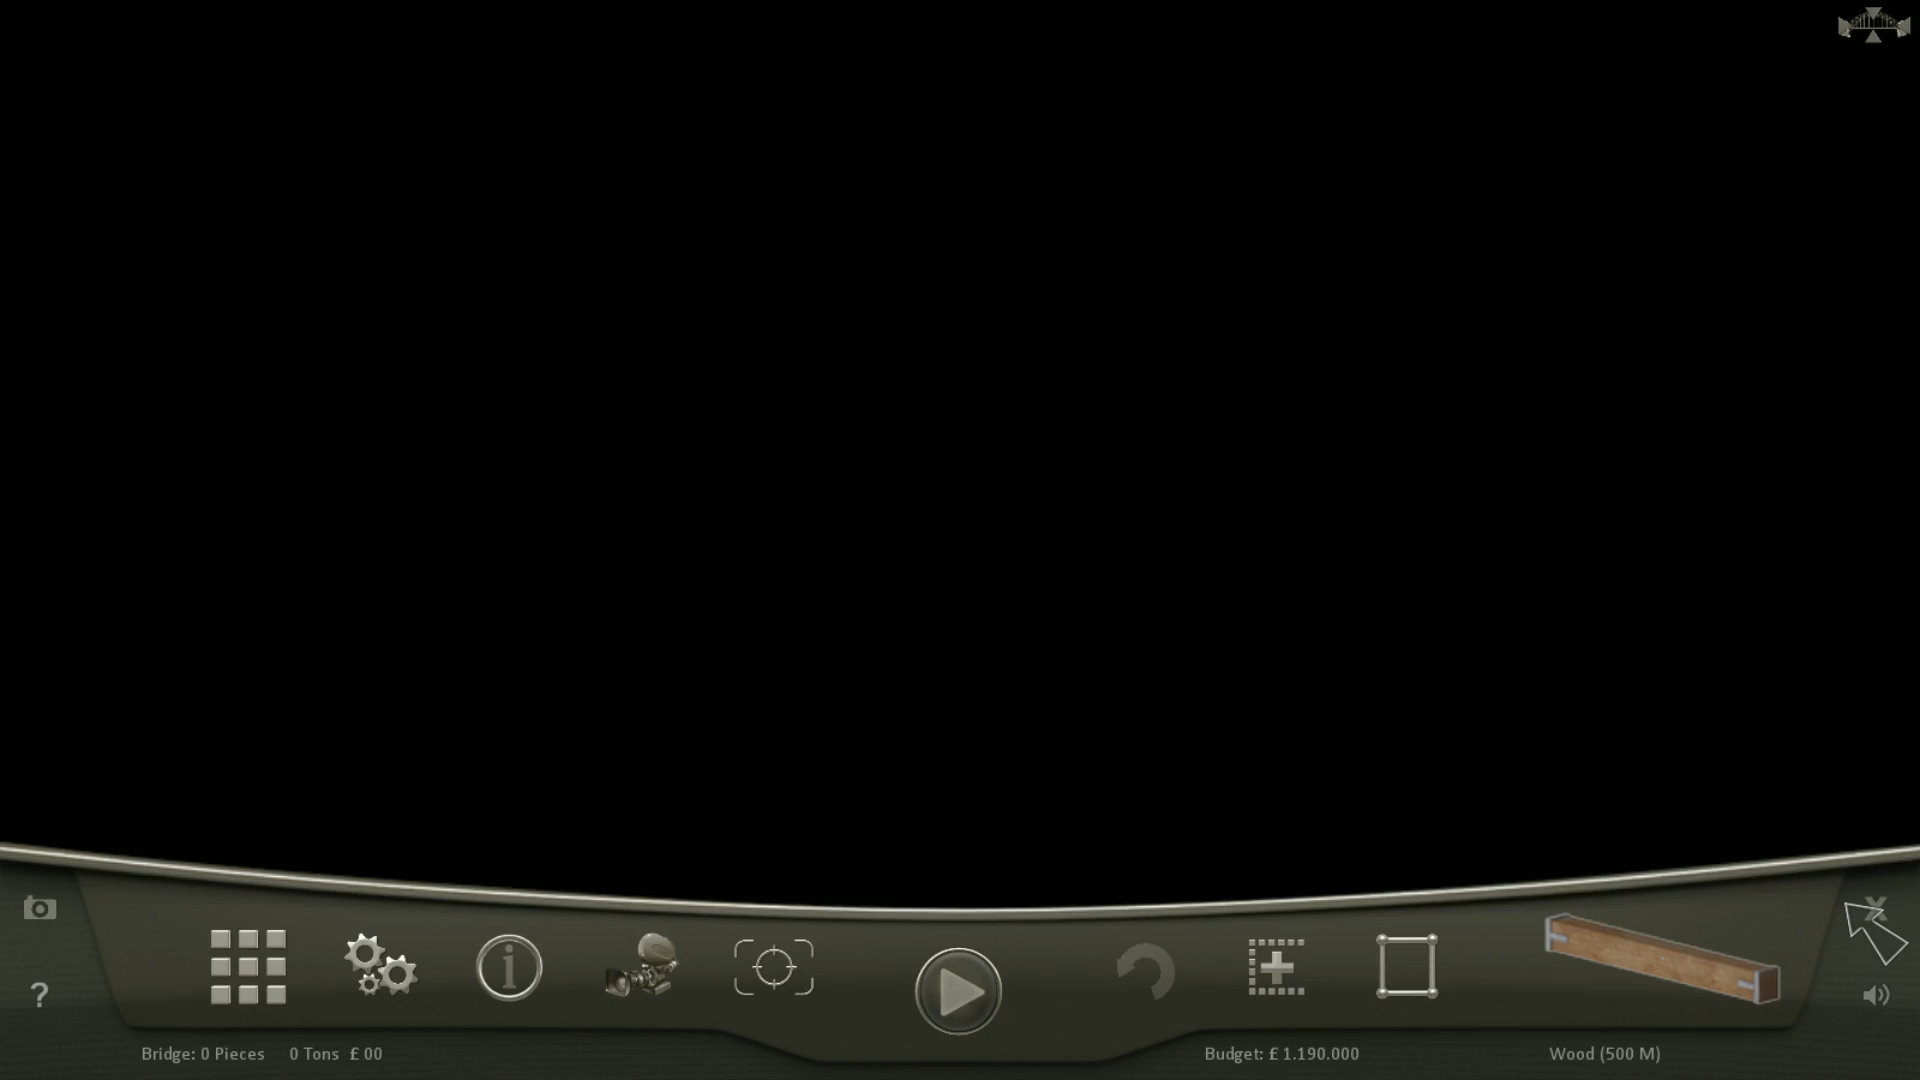 ?
Bridge: 0 Pieces 0 Tons £ 00
Budget: £ 1.190.000
Wood (500 M)
X